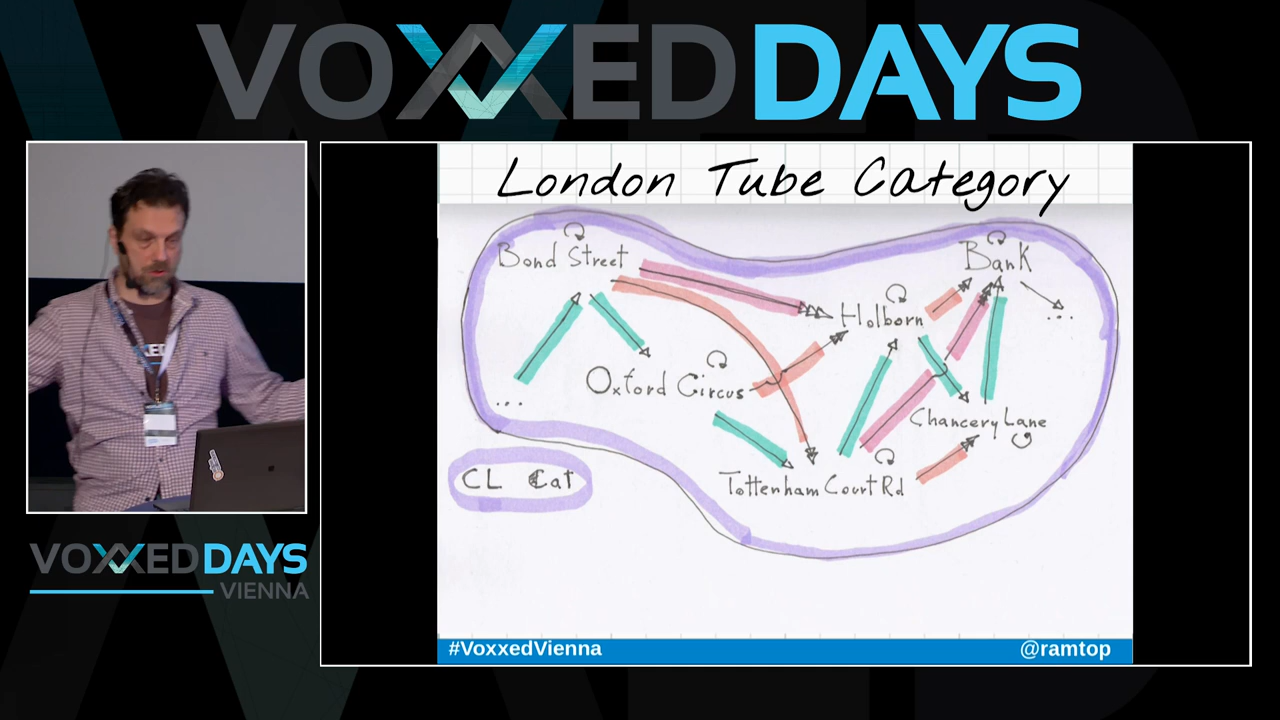 VOXXED DAYS
London Tube Category
Bond Street
Bank
Holborn
...
Oxford Circus
...
Chancery Lane
CL Cat
Tottenham Court Rd
VOXXED DAYS
VIENNA
#VoxxedVienna
@ramtop